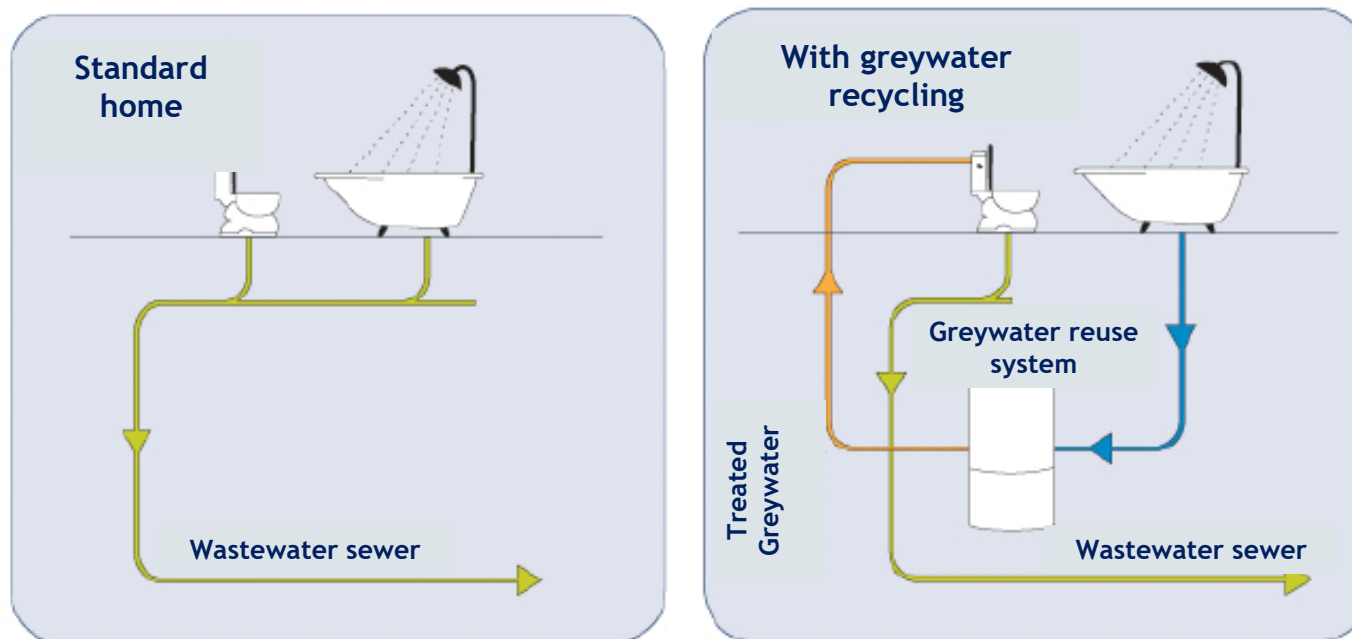 Standard
home
Wastewater sewer
With greywater
recycling
Greywater reuse
system
Treated
Greywater
Wastewater sewer